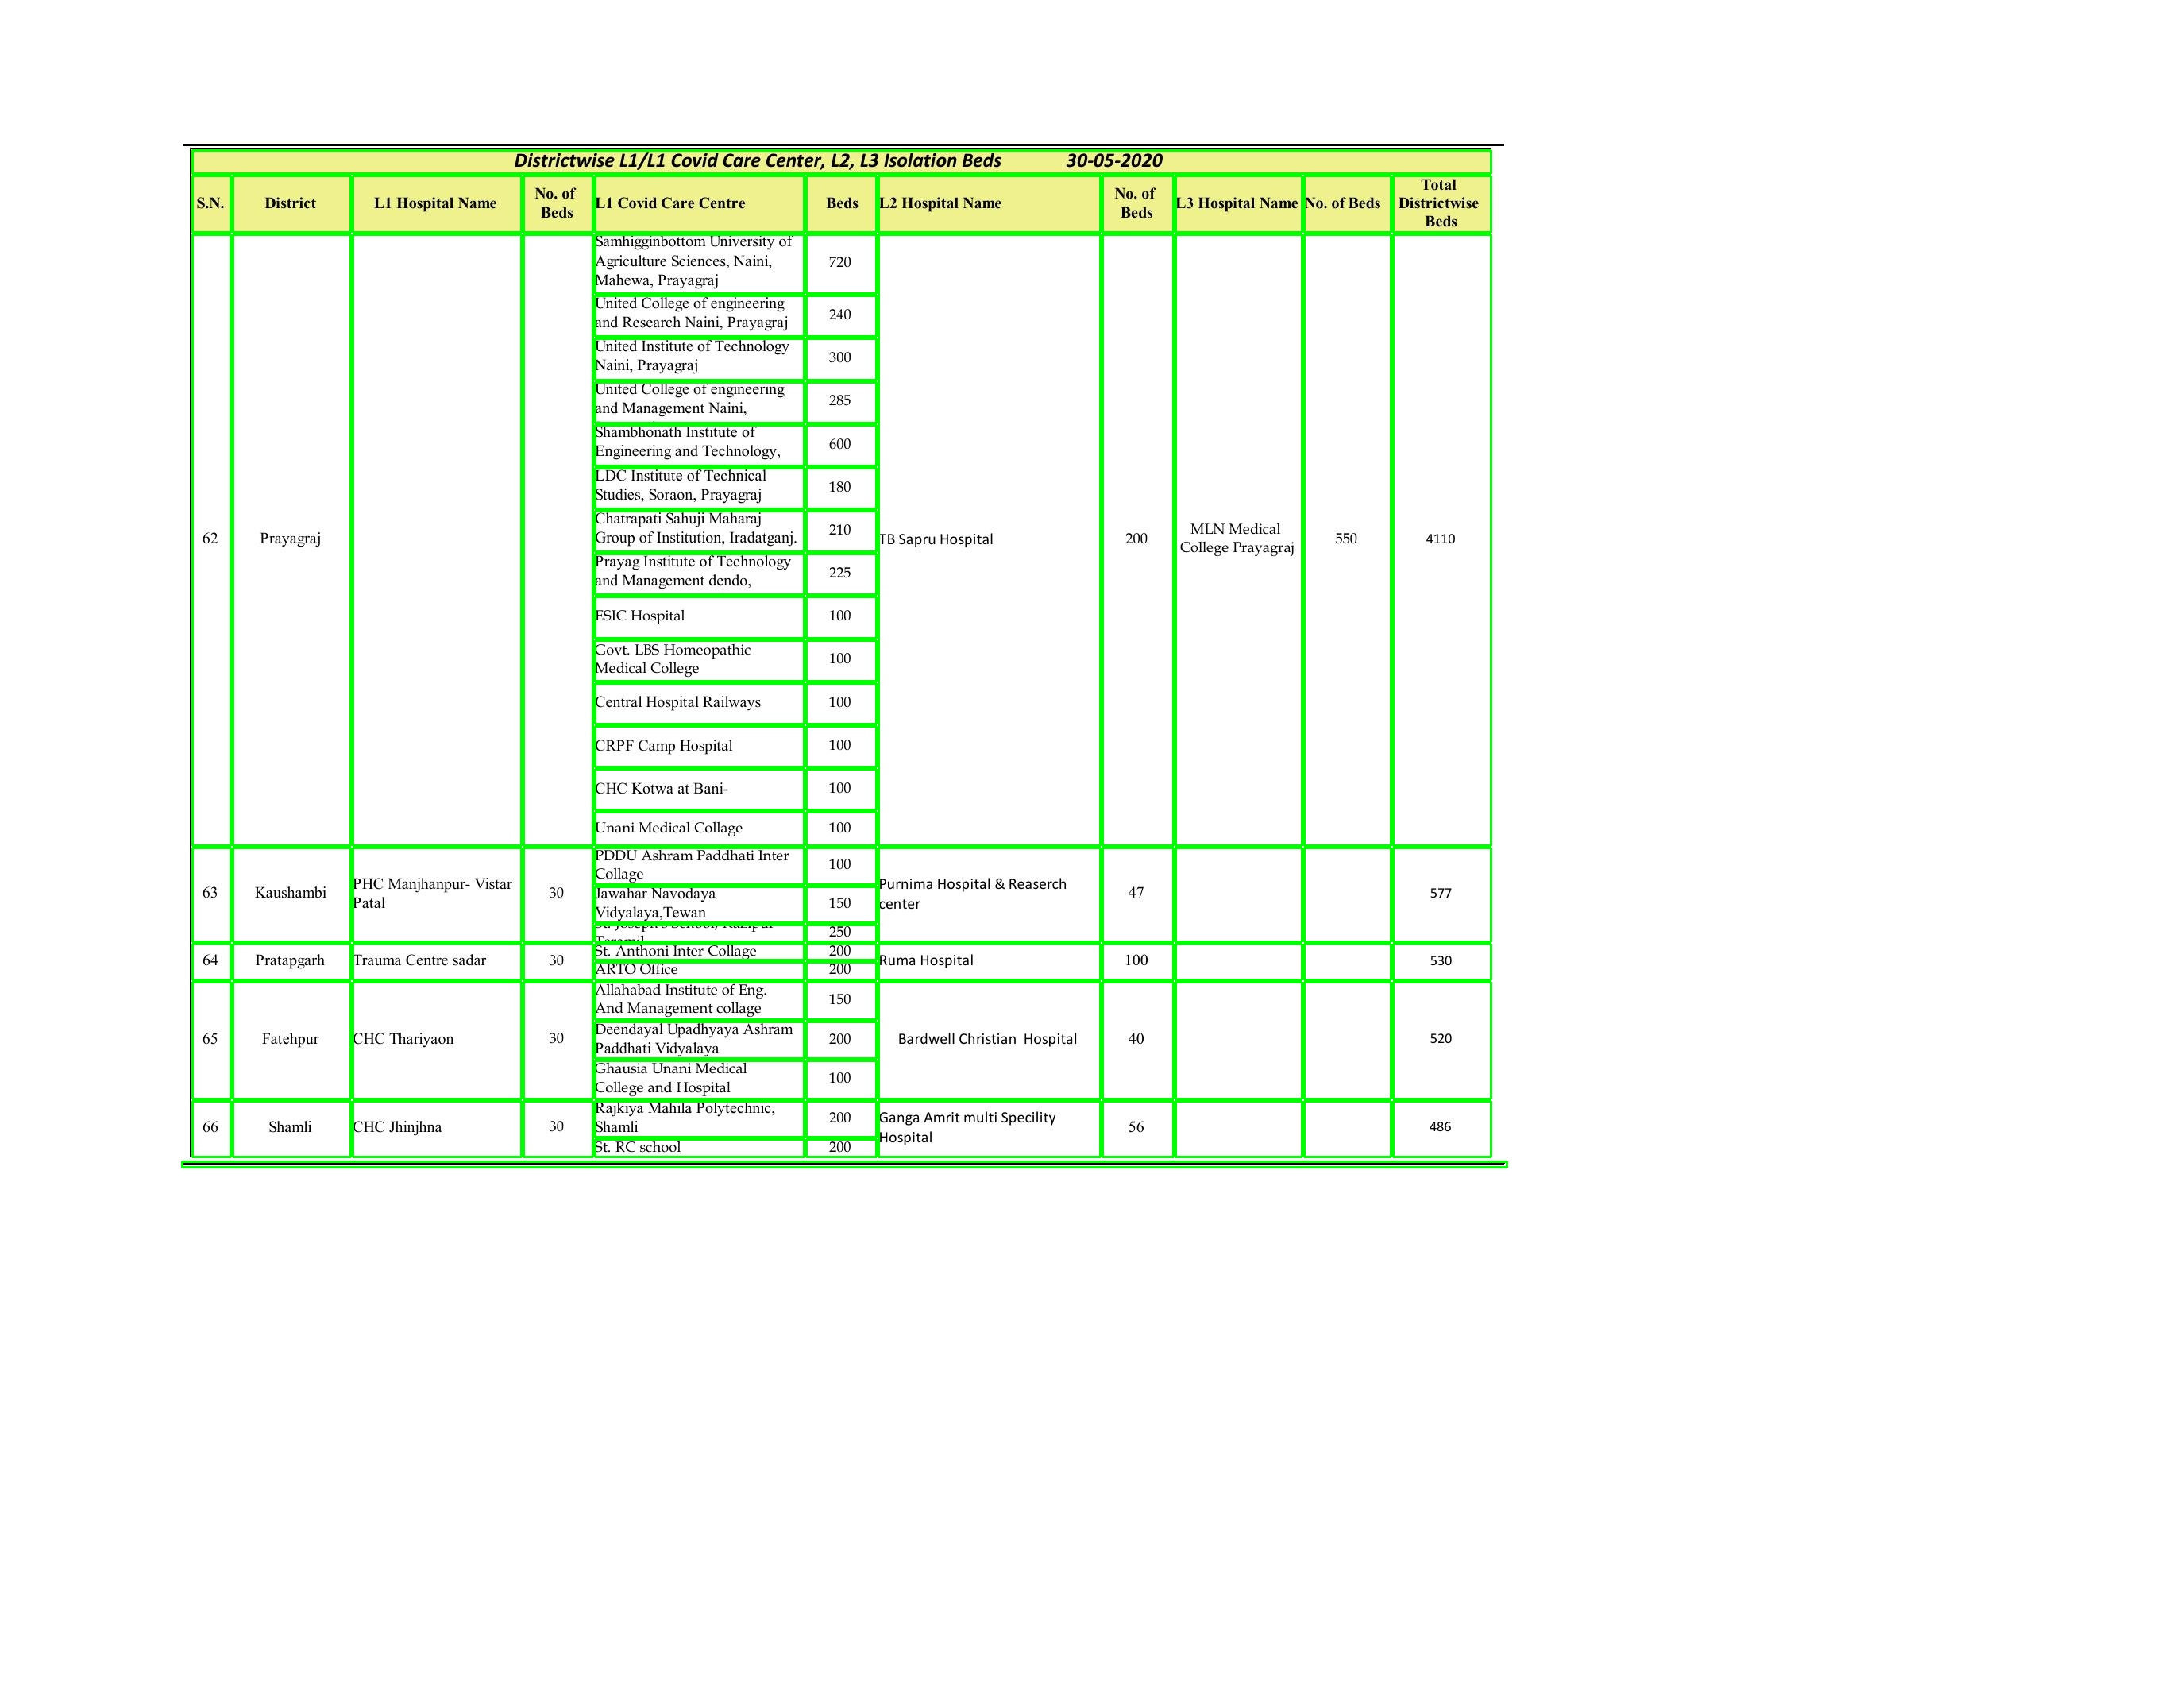 Districtwise L1/L1 Covid Care Center, L2, L3 Isolation Beds 30-05-2020
S.N. District L1 Hospital Name No. of Beds L1 Covid Care Centre Beds L2 Hospital Name No. of Beds L3 Hospital Name No. of Beds Total Districtwise Beds
62 Prayagraj
Samhigginbottom University of
Agriculture Sciences, Naini,
Mahewa, Prayagraj
720
United College of engineering
and Research Naini, Prayagraj
240
United Institute of Technology
Naini, Prayagraj
300
United College of engineering
and Management Naini,
285
Shambhonath Institute of
Engineering and Technology,
600
LDC Institute of Technical
Studies, Soraon, Prayagraj
180
Chatrapati Sahuji Maharaj
Group of Institution, Iradatganj.
210
Prayag Institute of Technology
and Management dendo,
225
ESIC Hospital 100
Govt. LBS Homeopathic
Medical College
100
Central Hospital Railways 100
CRPF Camp Hospital 100
CHC Kotwa at Bani- 100
Unani Medical Collage 100
TB Sapru Hospital 200
MLN Medical
College Prayagraj
550 4110
63 Kaushambi
PHC Manjhanpur- Vistar
Patal
30
PDDU Ashram Paddhati Inter
Collage
100
Jawahar Navodaya
Vidyalaya,Tewan
150
250
Purnima Hospital & Reaserch
center
47 577
64 Pratapgarh Trauma Centre sadar 30
St. Anthoni Inter Collage 200
ARTO Office 200
Ruma Hospital 100 530
65 Fatehpur CHC Thariyaon 30
Allahabad Institute of Eng.
And Management collage
150
Deendayal Upadhyaya Ashram
Paddhati Vidyalaya
200
Ghausia Unani Medical
College and Hospital
100
Bardwell Christian Hospital 40 520
66 Shamli CHC Jhinjhna 30
Rajkiya Mahila Polytechnic,
Shamli
200
St. RC school 200
Ganga Amrit multi Specility
Hospital
56 486